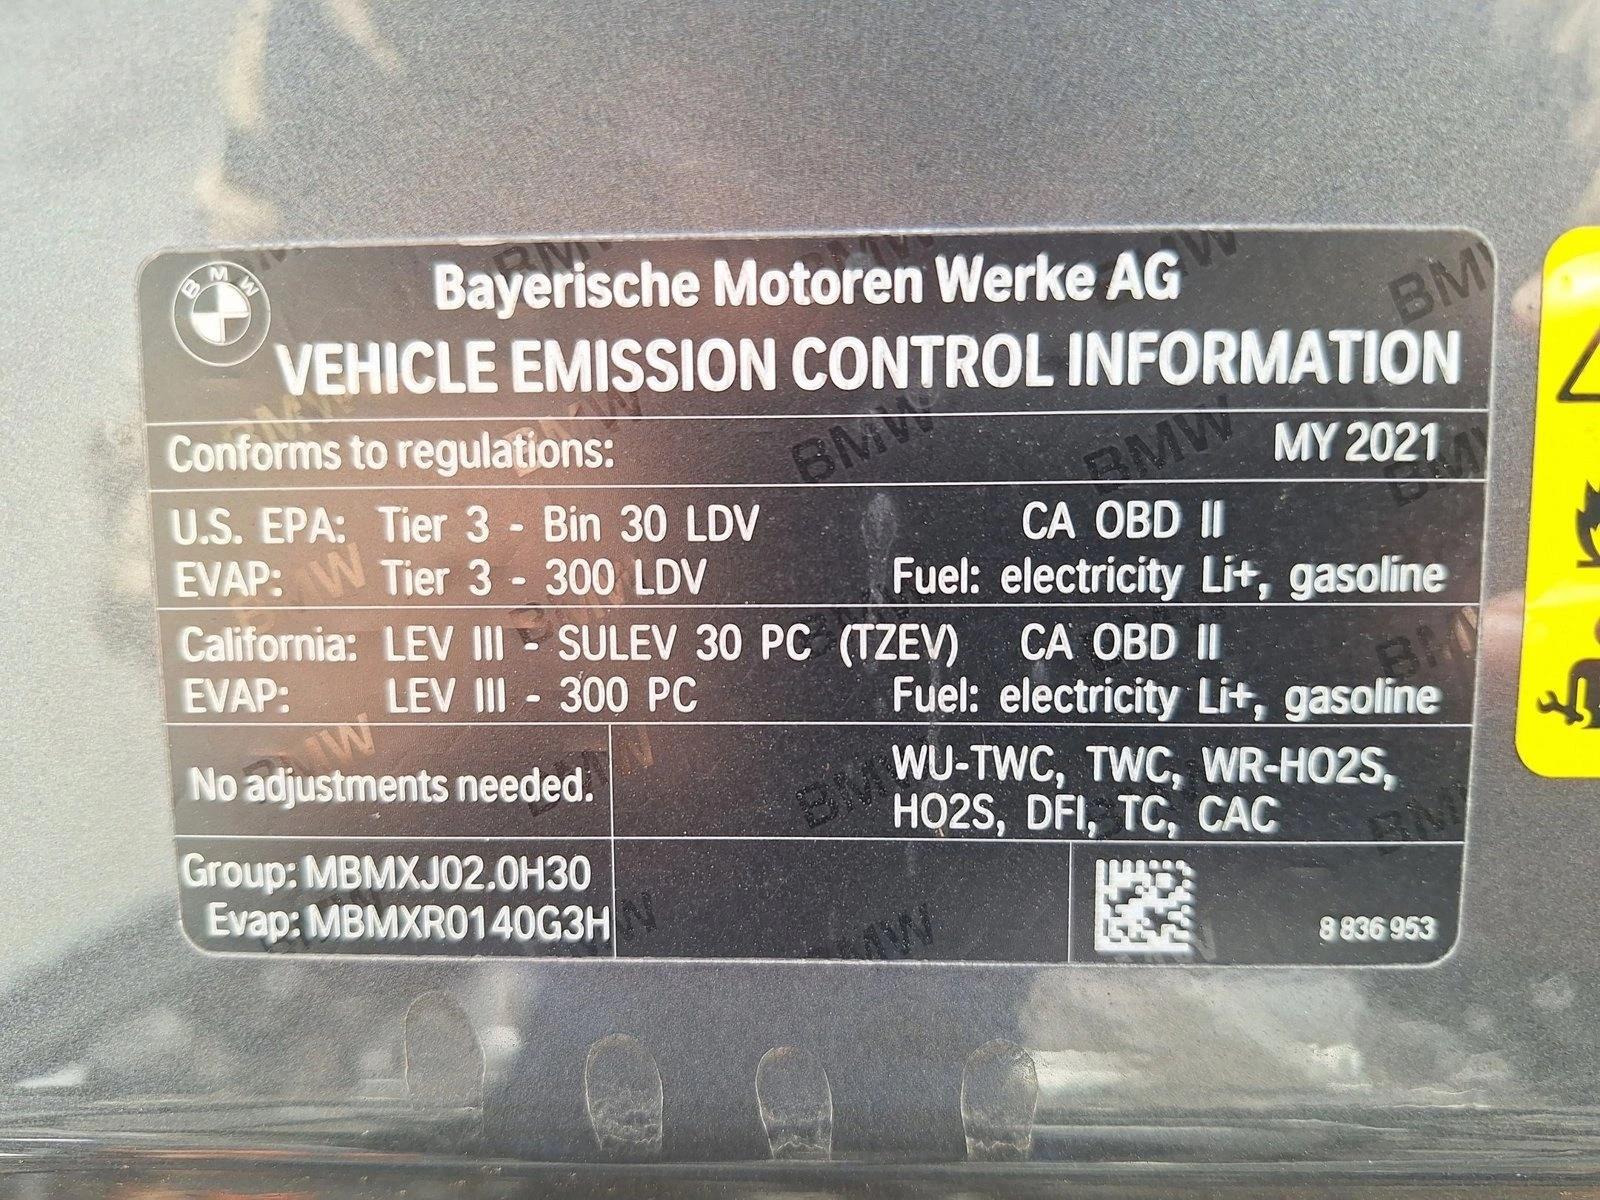 BMW
Bayerische Motoren Werke AG
VEHICLE EMISSION CONTROL INFORMATION
Conforms to regulations: MY 2021
U.S. EPA: Tier 3 - Bin 30 LDV CA OBD II
EVAP: Tier 3 - 300 LDV Fuel: electricity Li+, gasoline
California: LEV III - SULEV 30 PC (TZEV) CA OBD II
EVAP: LEV III - 300 PC Fuel: electricity Li+, gasoline
No adjustments needed.
WU-TWC, TWC, WR-HO2S,
HO2S, DFI, TC, CAC
Group: MBMXJ02.0H30
Evap: MBMXR0140G3H
8 836 953